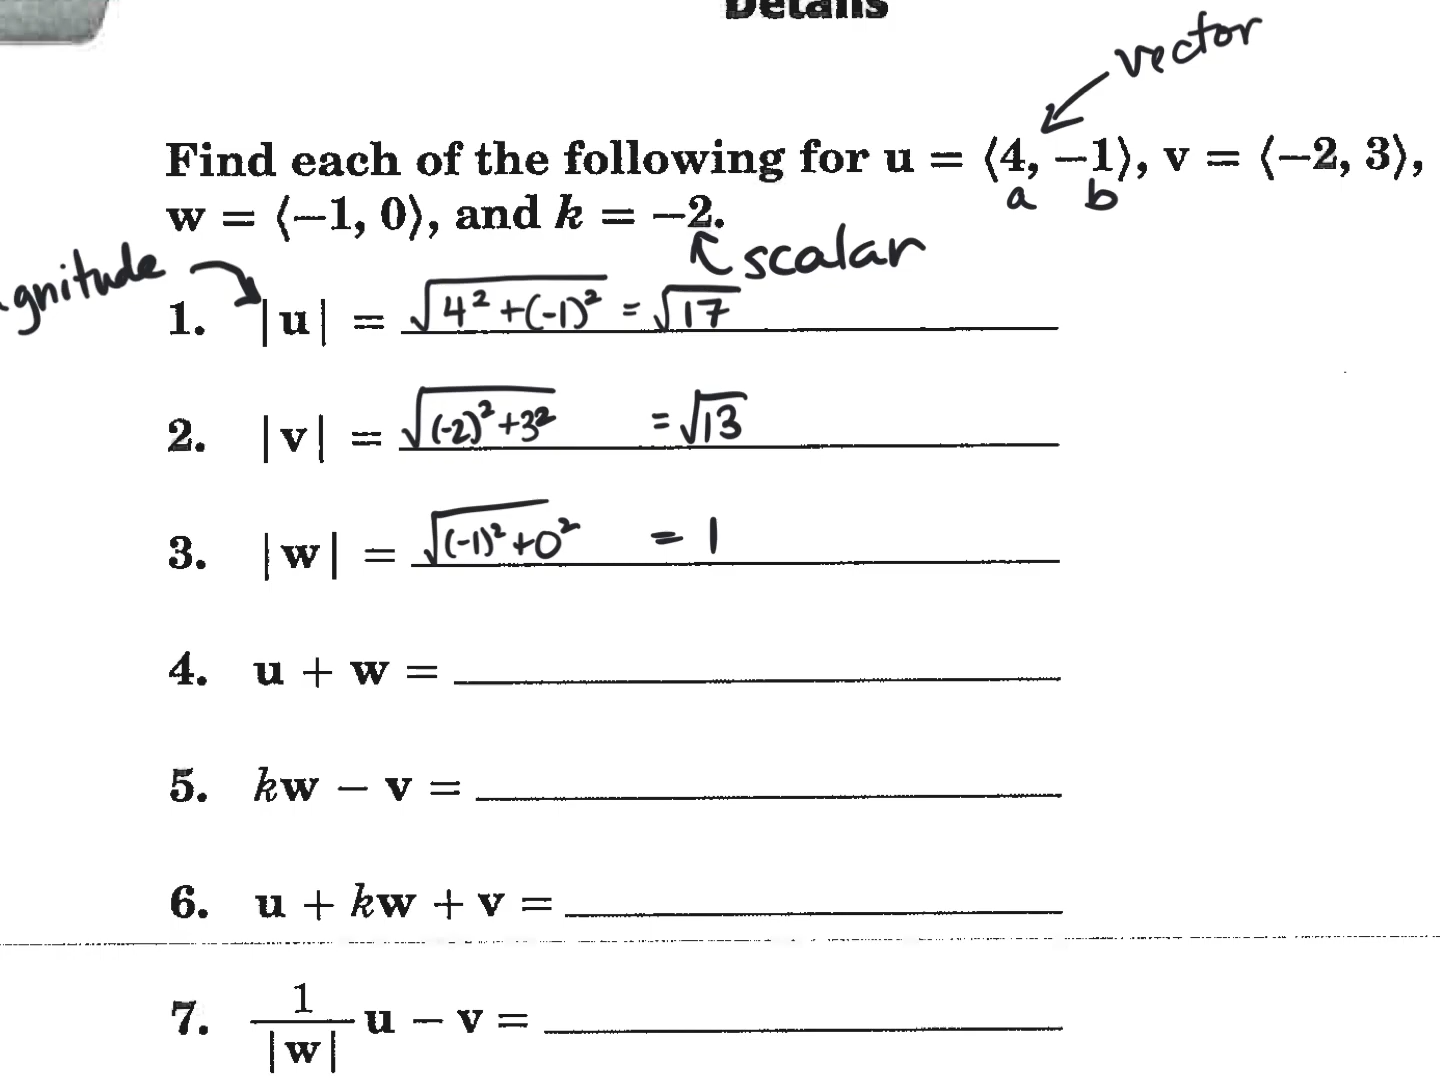 Details
vector
Find each of the following for u = ⟨4, −1⟩, v = ⟨−2, 3⟩,
a b
w = ⟨−1, 0⟩, and k = −2.
scalar
agnitude
1. |u| = √(4² + (-1)²) = √17
2. |v| = √((-2)² + 3²) = √13
3. |w| = √((-1)² + 0²) = 1
4. u + w =
5. kw − v =
6. u + kw + v =
7. 1/|w| u − v =